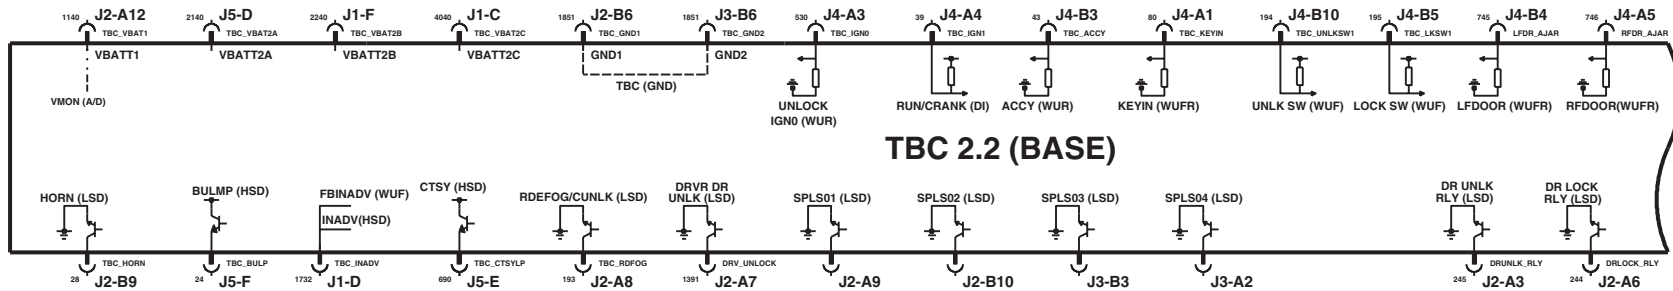 1140 J2-A12 2140 J5-D 2240 J1-F 4040 J1-C 1851 J2-B6 1851 J3-B6 530 J4-A3 39 J4-A4 43 J4-B3 80 J4-A1 194 J4-B10 195 J4-B5 745 J4-B4 746 J4-A5
TBC_VBAT1 TBC_VBAT2A TBC_VBAT2B TBC_VBAT2C TBC_GND1 TBC_GND2 TBC_IGN0 TBC_IGN1 TBC_ACCY TBC_KEYIN TBC_UNLKSW1 TBC_LKSW1 LFDR_AJAR RFDR_AJAR
VBATT1 VBATT2A VBATT2B VBATT2C GND1 GND2
TBC (GND)
VMON (A/D) UNLOCK RUN/CRANK (DI) ACCY (WUR) KEYIN (WUFR) UNLK SW (WUF) LOCK SW (WUF) LFDOOR (WUFR) RFDOOR(WUFR)
IGN0 (WUR)
TBC 2.2 (BASE)
HORN (LSD) BULMP (HSD) FBINADV (WUF) CTSY (HSD) RDEFOG/CUNLK (LSD) DRVR DR SPLS01 (LSD) SPLS02 (LSD) SPLS03 (LSD) SPLS04 (LSD) DR UNLK DR LOCK
UNLK (LSD) RLY (LSD) RLY (LSD)
INADV(HSD)
TBC_HORN TBC_BULP TBC_INADV TBC_CTSYLP TBC_RDFOG DRV_UNLOCK DRUNLK_RLY DRLOCK_RLY
28 J2-B9 24 J5-F 1732 J1-D 690 J5-E 193 J2-A8 1391 J2-A7 J2-A9 J2-B10 J3-B3 J3-A2 245 J2-A3 244 J2-A6